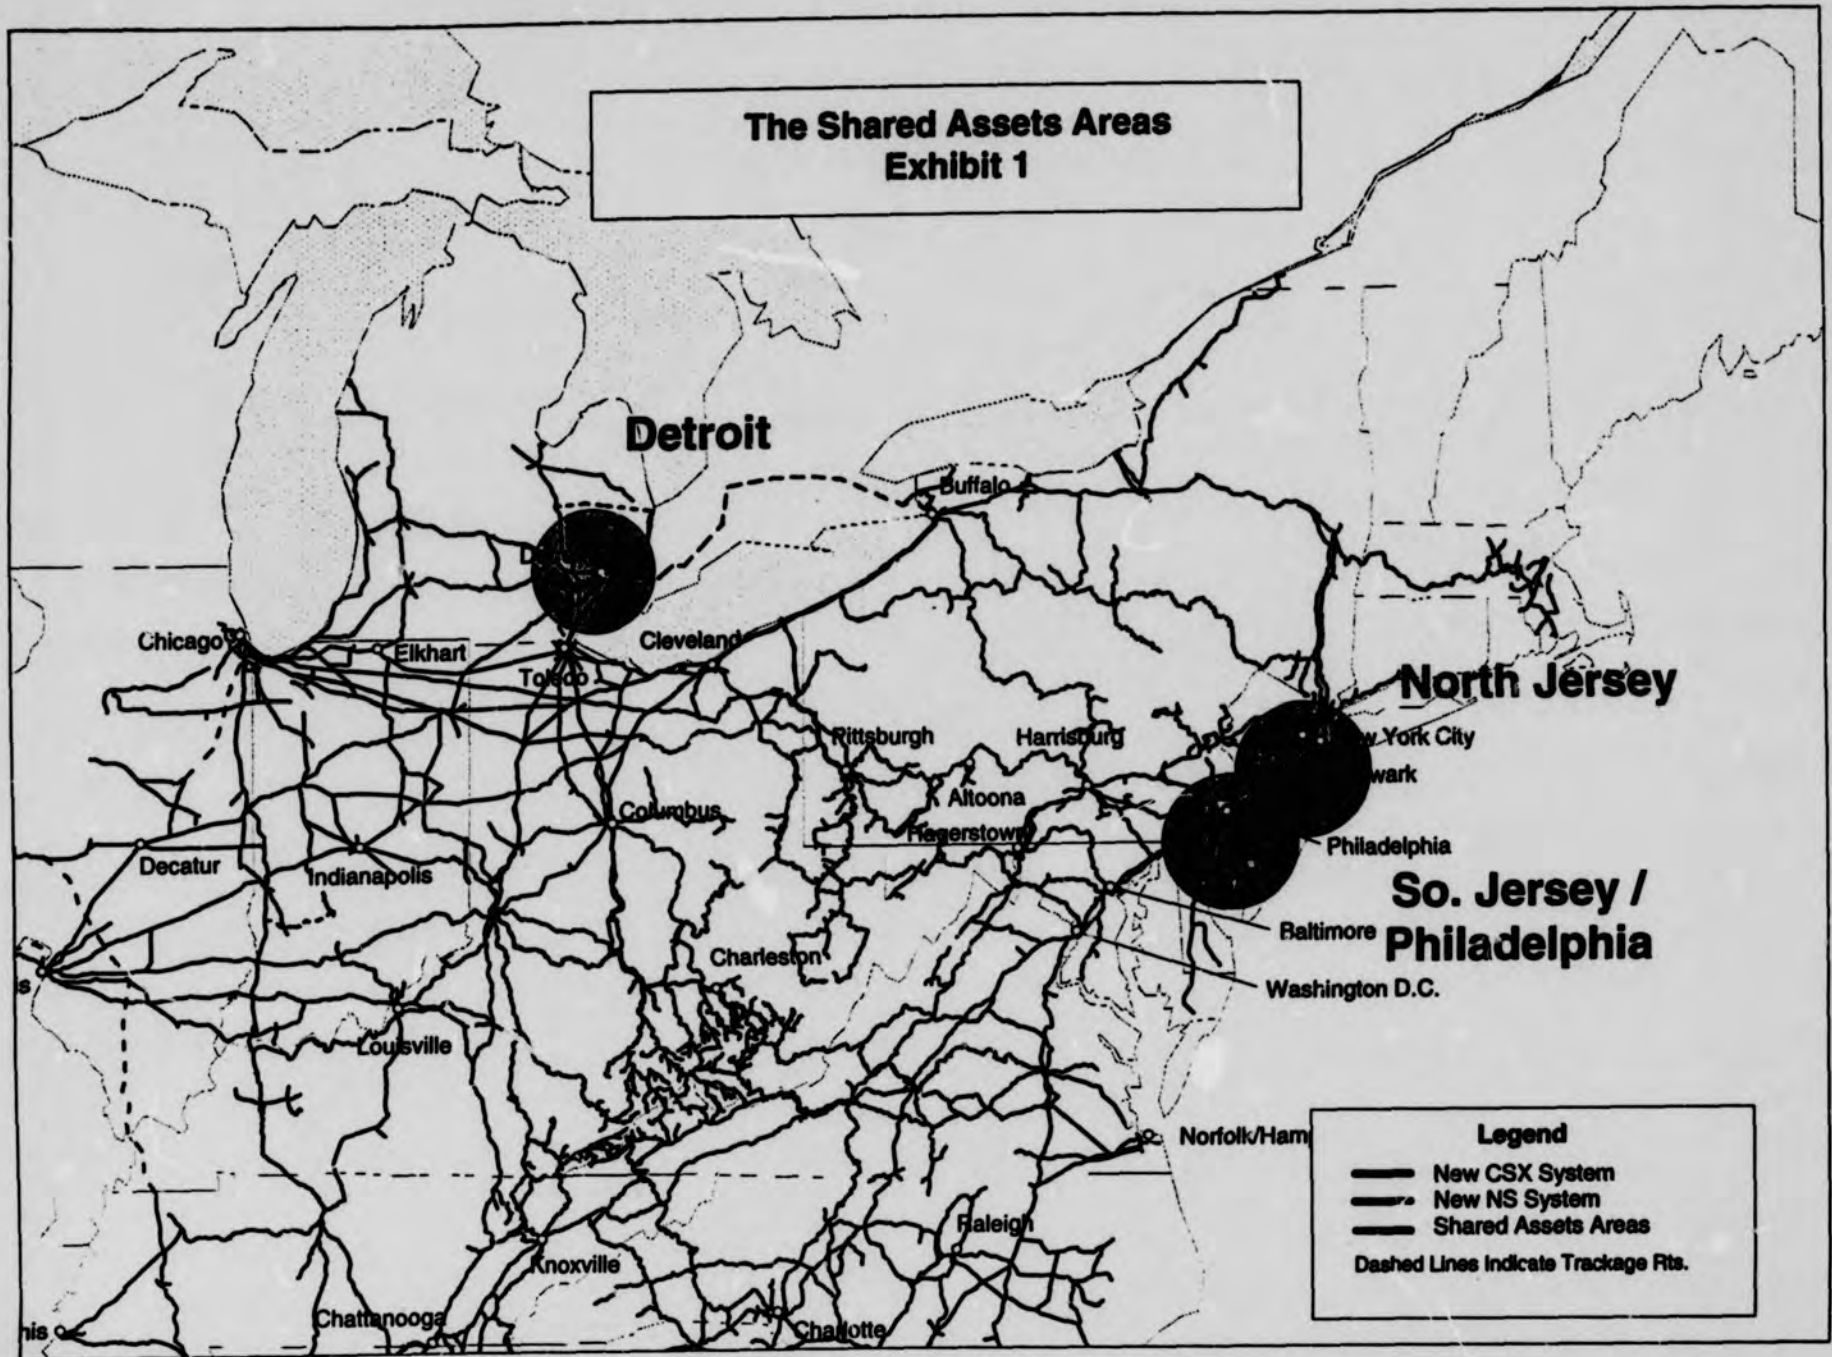 The Shared Assets Areas
Exhibit 1
Detroit
Buffalo
Chicago
Elkhart
Cleveland
Toledo
North Jersey
Pittsburgh
Harrisburg
York City
wark
Altoona
Columbus
Hagerstown
Philadelphia
Decatur
Indianapolis
So. Jersey /
Philadelphia
Baltimore
Charleston
Washington D.C.
s
Louisville
Norfolk/Ham
Legend
New CSX System
New NS System
Shared Assets Areas
Dashed Lines Indicate Trackage Rts.
Raleigh
Knoxville
Chattanooga
Charlotte
nis